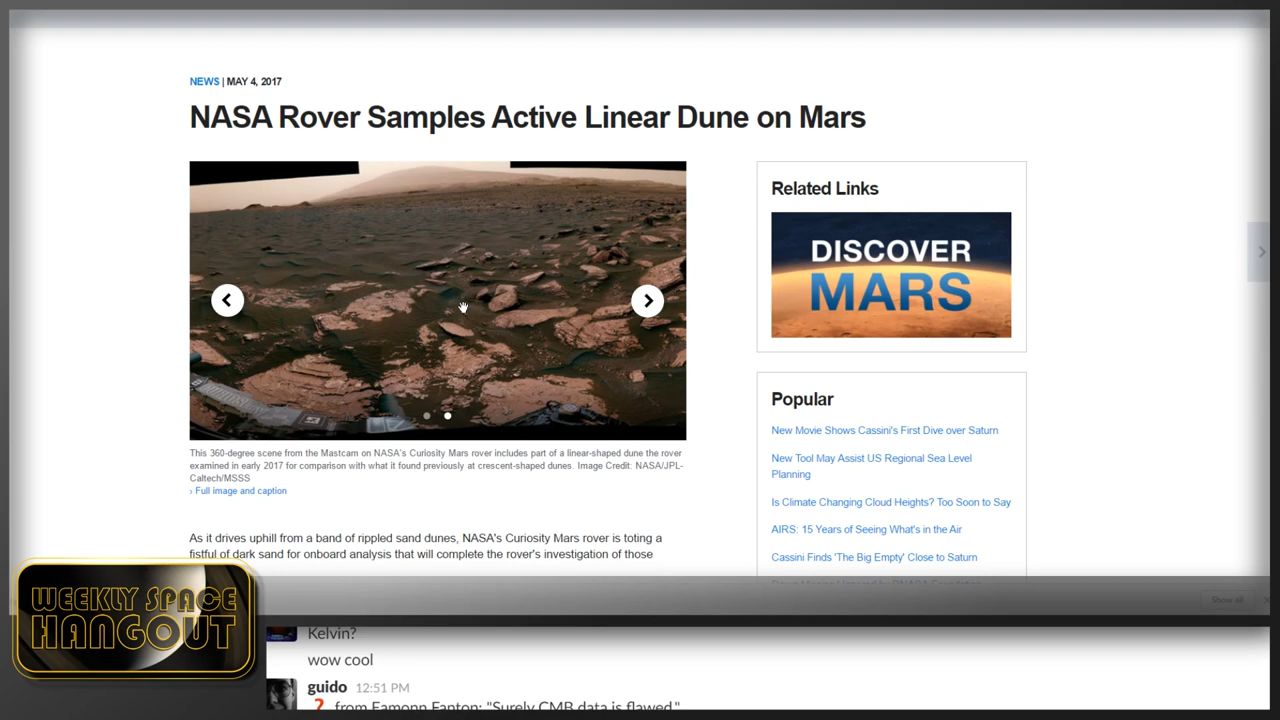 NEWS | MAY 4, 2017
NASA Rover Samples Active Linear Dune on Mars
This 360-degree scene from the Mastcam on NASA's Curiosity Mars rover includes part of a linear-shaped dune the rover
examined in early 2017 for comparison with what it found previously at crescent-shaped dunes. Image Credit: NASA/JPL-
Caltech/MSSS
› Full image and caption
As it drives uphill from a band of rippled sand dunes, NASA's Curiosity Mars rover is toting a
fistful of dark sand for onboard analysis that will complete the rover's investigation of those
Related Links
DISCOVER
MARS
Popular
New Movie Shows Cassini's First Dive over Saturn
New Tool May Assist US Regional Sea Level
Planning
Is Climate Changing Cloud Heights? Too Soon to Say
AIRS: 15 Years of Seeing What's in the Air
Cassini Finds 'The Big Empty' Close to Saturn
Show all
WEEKLY SPACE
HANGOUT
Kelvin?
wow cool
guido 12:51 PM
❓ from Eamonn Fanton: "Surely CMB data is flawed."